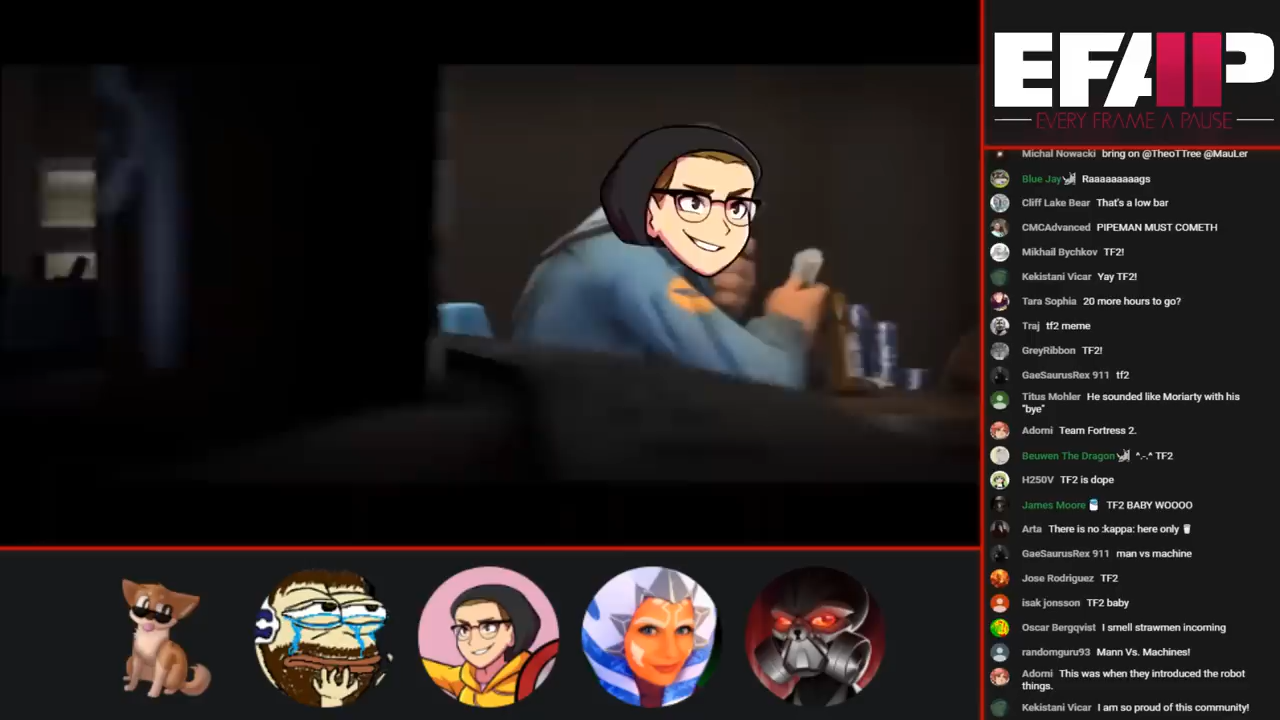 EFAP
EVERY FRAME A PAUSE
Michal Nowacki bring on @TheoTTree @MauLer
Blue Jay Raaaaaaaaags
Cliff Lake Bear That's a low bar
CMCAdvanced PIPEMAN MUST COMETH
Mikhail Bychkov TF2!
Kekistani Vicar Yay TF2!
Tara Sophia 20 more hours to go?
Traj tf2 meme
GreyRibbon TF2!
GaeSaurusRex 911 tf2
Titus Mohler He sounded like Moriarty with his
"bye"
Adomi Team Fortress 2.
Beuwen The Dragon ^.-.^ TF2
H250V TF2 is dope
James Moore TF2 BABY WOOOO
Arta There is no :kappa: here only
GaeSaurusRex 911 man vs machine
Jose Rodriguez TF2
isak jonsson TF2 baby
Oscar Bergqvist I smell strawmen incoming
randomguru93 Mann Vs. Machines!
Adomi This was when they introduced the robot
things.
Kekistani Vicar I am so proud of this community!